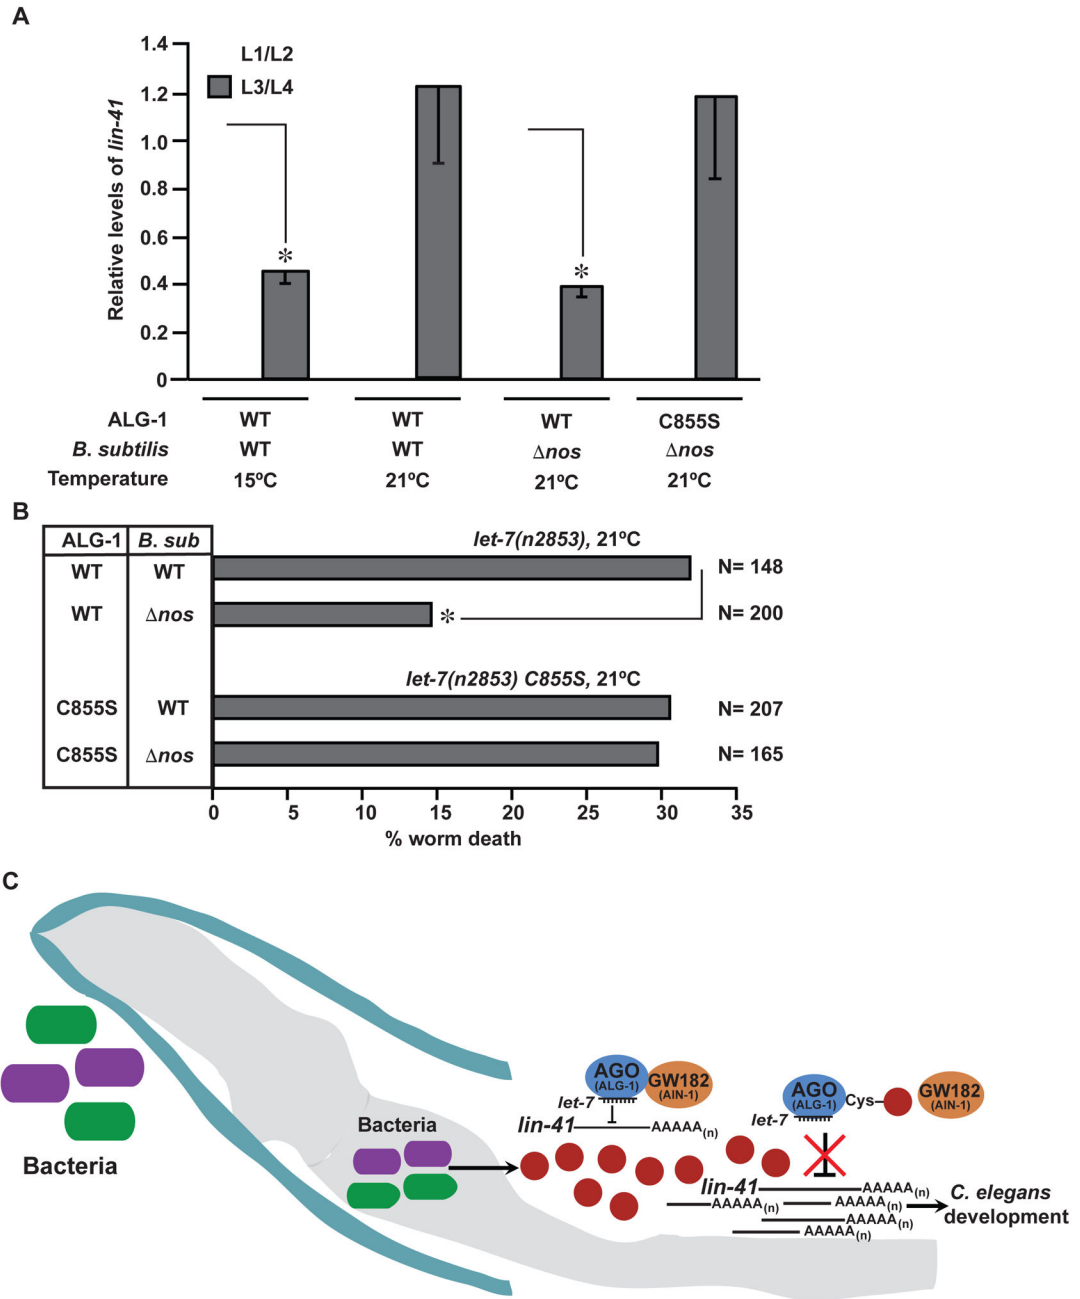 A
1.4
1.2
1.0
0.8
0.6
0.4
0.2
0
Relative levels of lin-41
L1/L2
L3/L4
*
*
ALG-1 WT WT WT C855S
B. subtilis WT WT Δnos Δnos
Temperature 15ºC 21ºC 21ºC 21ºC
B
ALG-1 B. sub
let-7(n2853), 21ºC
WT WT N= 148
WT Δnos * N= 200
let-7(n2853) C855S, 21ºC
C855S WT N= 207
C855S Δnos N= 165
0 5 10 15 20 25 30 35
% worm death
C
Bacteria
Bacteria
AGO
(ALG-1)
GW182
(AIN-1)
let-7
lin-41 AAAAA(n)
AGO
(ALG-1)
Cys
GW182
(AIN-1)
let-7
lin-41 AAAAA(n)
AAAAA(n) AAAAA(n)
AAAAA(n)
AAAAA(n)
C. elegans
development